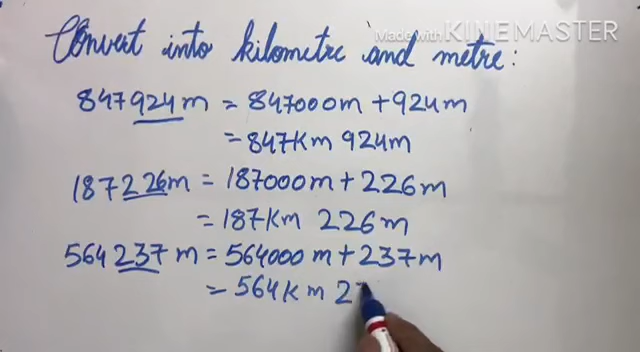 Convert into kilometre and metre:
Made with KINEMASTER
847924m = 847000m + 924m
= 847km 924m
187226m = 187000m + 226m
= 187km 226m
564237m = 564000m + 237m
= 564km 2